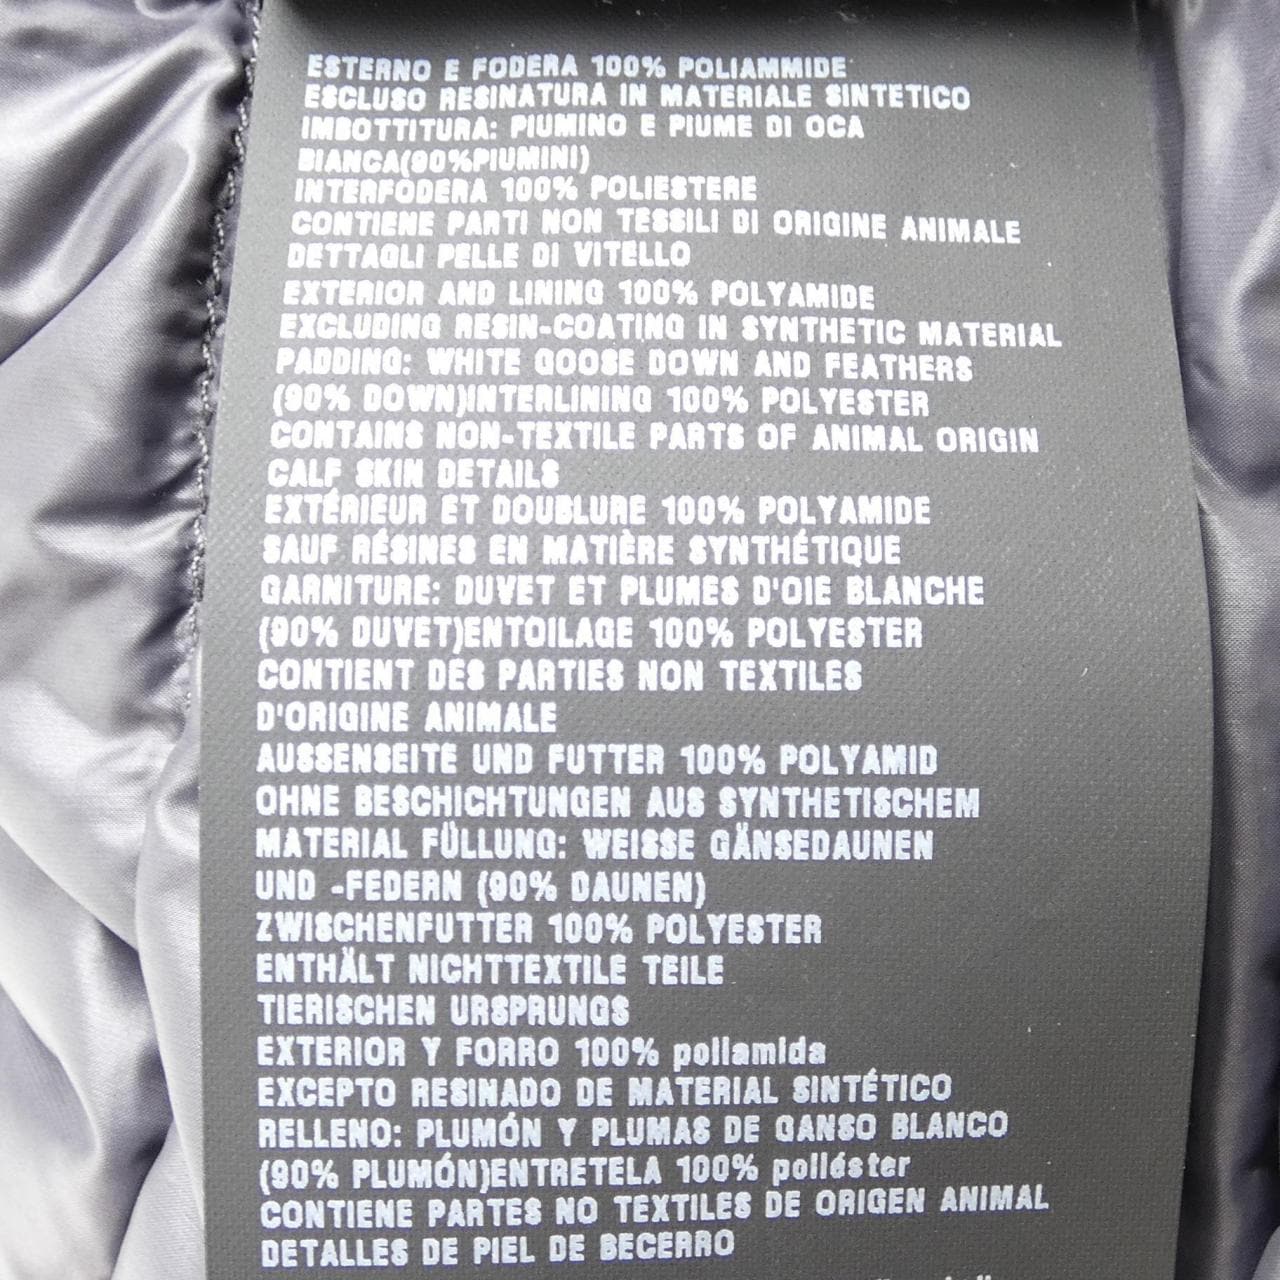 ESTERNO E FODERA 100% POLIAMMIDE
ESCLUSO RESINATURA IN MATERIALE SINTETICO
IMBOTTITURA: PIUMINO E PIUME DI OCA
BIANCA(90%PIUMINI)
INTERFODERA 100% POLIESTERE
CONTIENE PARTI NON TESSILI DI ORIGINE ANIMALE
DETTAGLI PELLE DI VITELLO
EXTERIOR AND LINING 100% POLYAMIDE
EXCLUDING RESIN-COATING IN SYNTHETIC MATERIAL
PADDING: WHITE GOOSE DOWN AND FEATHERS
(90% DOWN)INTERLINING 100% POLYESTER
CONTAINS NON-TEXTILE PARTS OF ANIMAL ORIGIN
CALF SKIN DETAILS
EXTÉRIEUR ET DOUBLURE 100% POLYAMIDE
SAUF RÉSINES EN MATIÈRE SYNTHÉTIQUE
GARNITURE: DUVET ET PLUMES D'OIE BLANCHE
(90% DUVET)ENTOILAGE 100% POLYESTER
CONTIENT DES PARTIES NON TEXTILES
D'ORIGINE ANIMALE
AUSSENSEITE UND FUTTER 100% POLYAMID
OHNE BESCHICHTUNGEN AUS SYNTHETISCHEM
MATERIAL FÜLLUNG: WEISSE GÄNSEDAUNEN
UND -FEDERN (90% DAUNEN)
ZWISCHENFUTTER 100% POLYESTER
ENTHÄLT NICHTTEXTILE TEILE
TIERISCHEN URSPRUNGS
EXTERIOR Y FORRO 100% poliamida
EXCEPTO RESINADO DE MATERIAL SINTÉTICO
RELLENO: PLUMÓN Y PLUMAS DE GANSO BLANCO
(90% PLUMÓN)ENTRETELA 100% poliéster
CONTIENE PARTES NO TEXTILES DE ORIGEN ANIMAL
DETALLES DE PIEL DE BECERRO